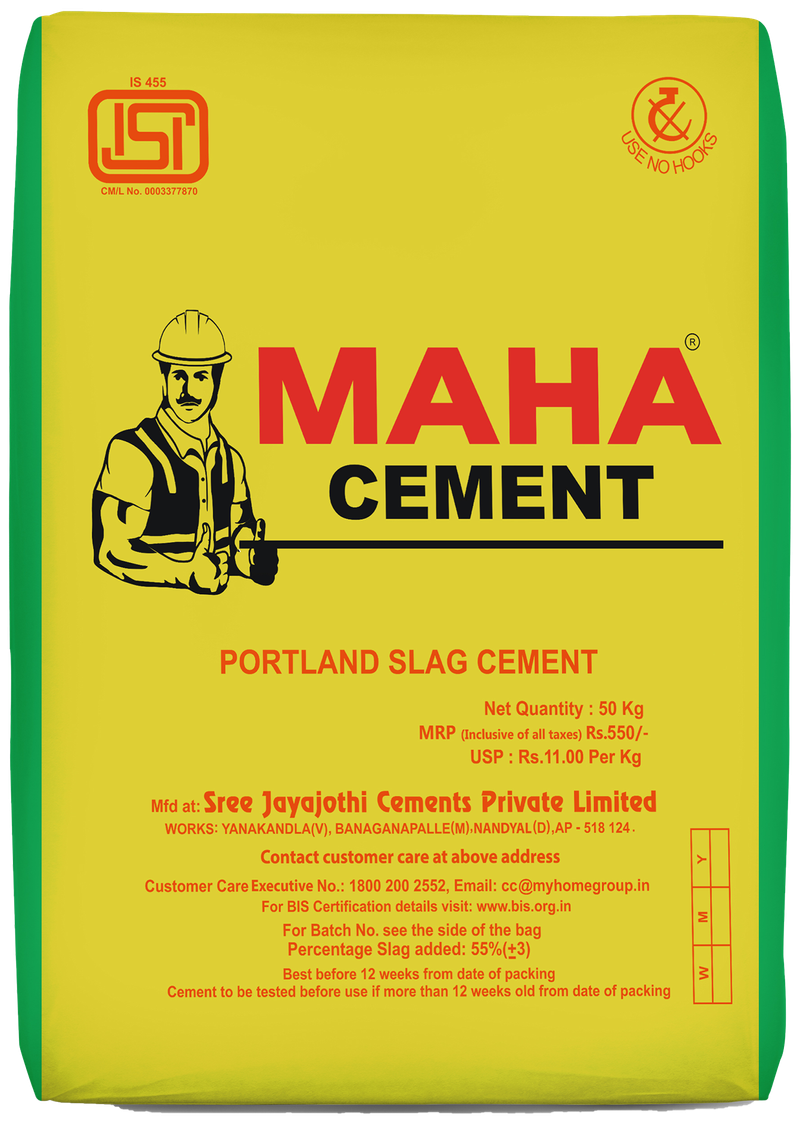 IS 455
ISI
CM/L No. 0003377870
USE NO HOOKS
MAHA®
CEMENT
PORTLAND SLAG CEMENT
Net Quantity : 50 Kg
MRP (Inclusive of all taxes) Rs.550/-
USP : Rs.11.00 Per Kg
Mfd at: Sree Jayajothi Cements Private Limited
WORKS: YANAKANDLA(V), BANAGANAPALLE(M),NANDYAL(D),AP - 518 124.
Contact customer care at above address
Customer Care Executive No.: 1800 200 2552, Email: cc@myhomegroup.in
For BIS Certification details visit: www.bis.org.in
For Batch No. see the side of the bag
Percentage Slag added: 55%(±3)
Best before 12 weeks from date of packing
Cement to be tested before use if more than 12 weeks old from date of packing
W M Y